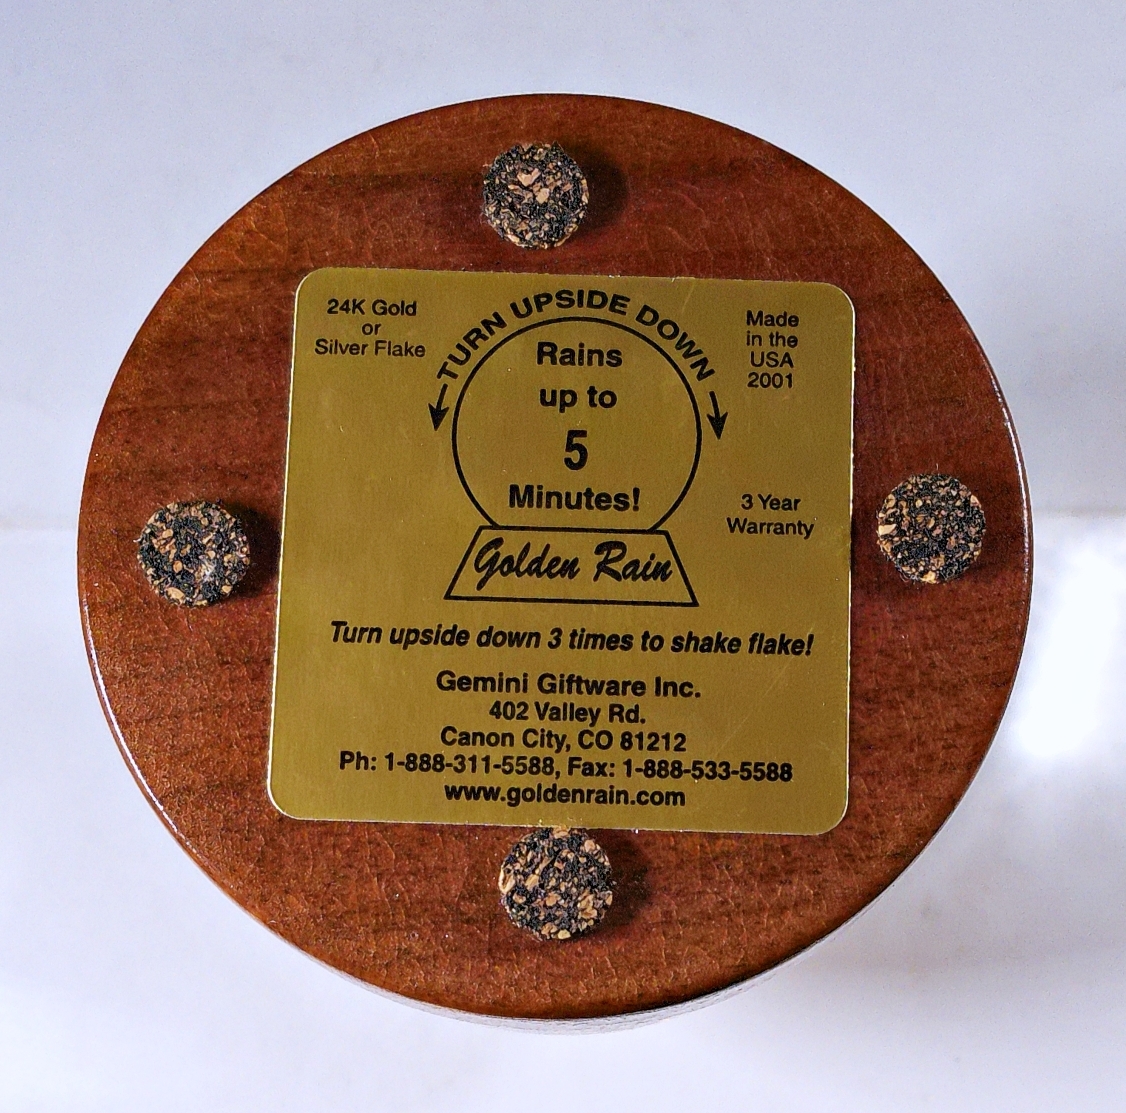 24K Gold
or
Silver Flake
TURN UPSIDE DOWN
Made
in the
USA
2001
Rains
up to
5
Minutes!
3 Year
Warranty
Golden Rain
Turn upside down 3 times to shake flake!
Gemini Giftware Inc.
402 Valley Rd.
Canon City, CO 81212
Ph: 1-888-311-5588, Fax: 1-888-533-5588
www.goldenrain.com